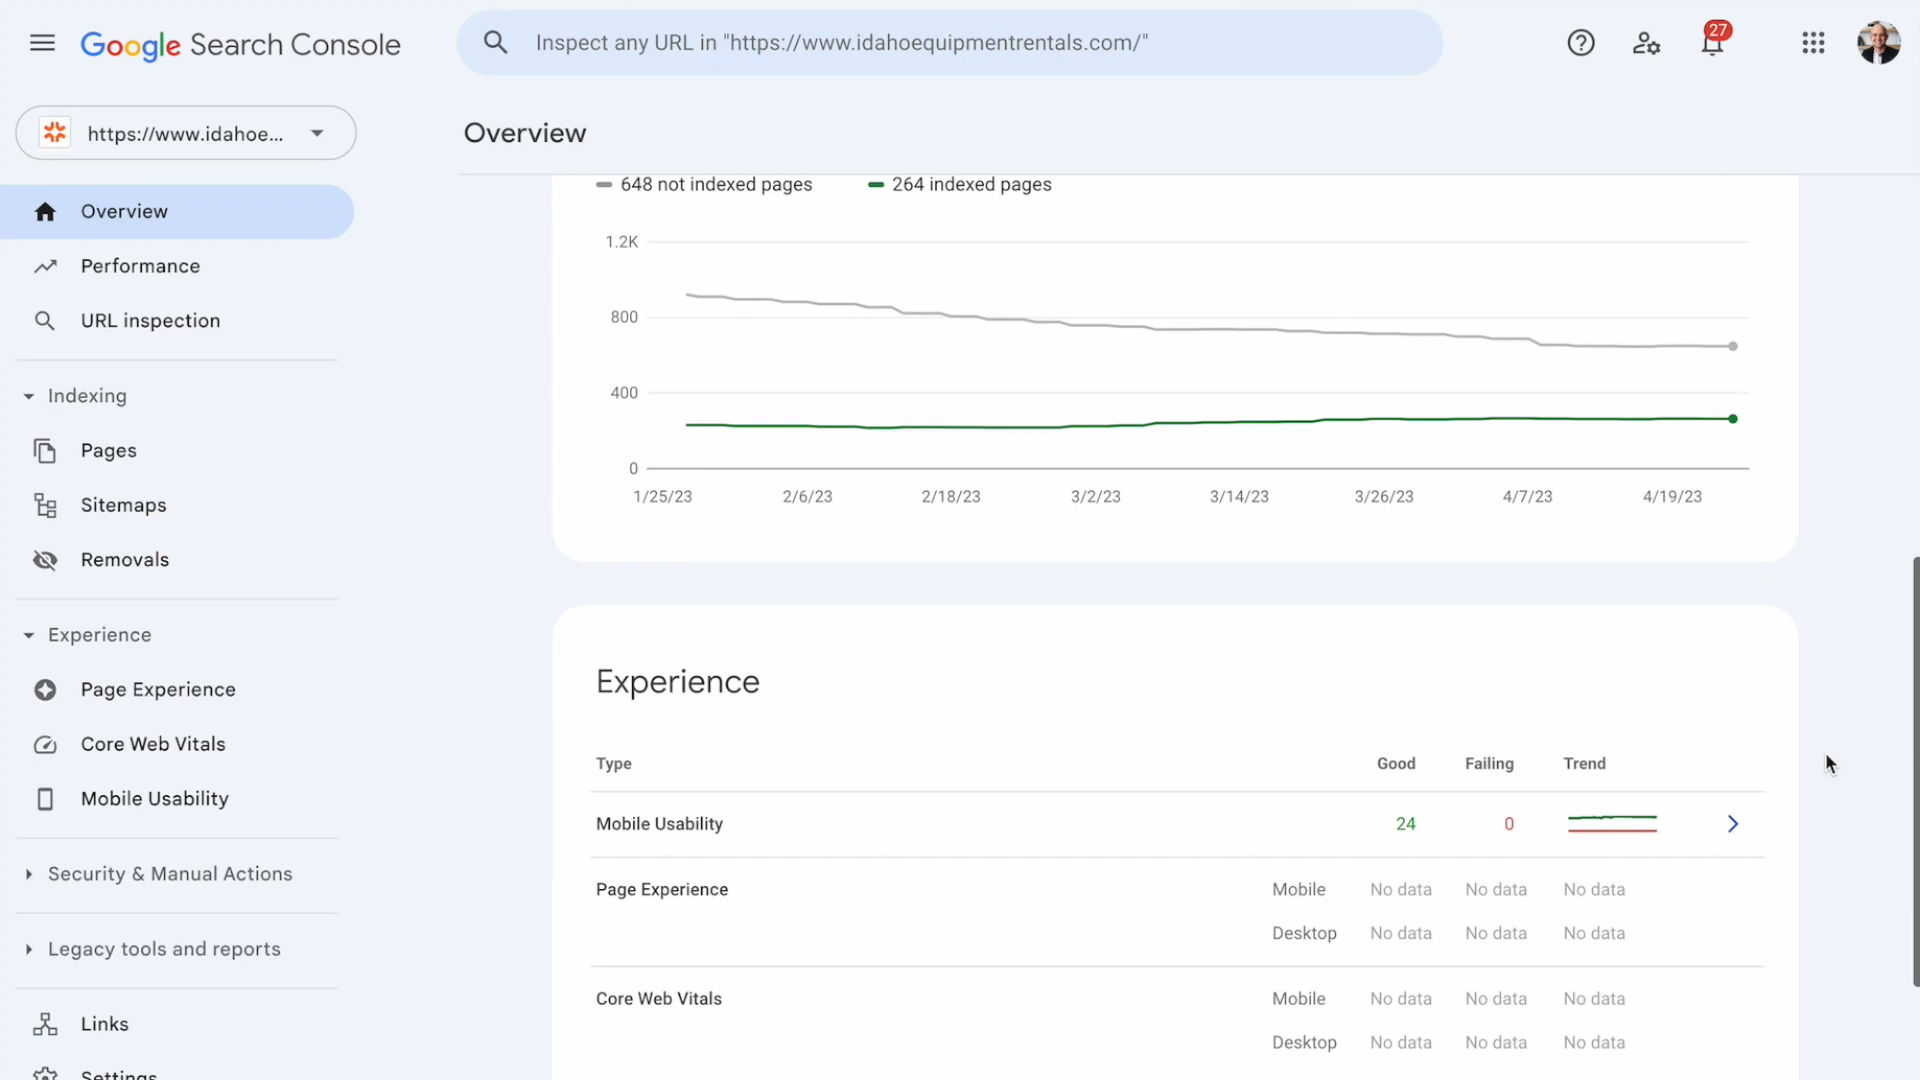 Google Search Console
Inspect any URL in "https://www.idahoequipmentrentals.com/"
27
https://www.idahoe...
Overview
Overview
Performance
URL inspection
Indexing
Pages
Sitemaps
Removals
Experience
Page Experience
Core Web Vitals
Mobile Usability
Security & Manual Actions
Legacy tools and reports
Links
Settings
648 not indexed pages 264 indexed pages
1.2K
800
400
0
1/25/23 2/6/23 2/18/23 3/2/23 3/14/23 3/26/23 4/7/23 4/19/23
Experience
Type Good Failing Trend
Mobile Usability 24 0
Page Experience Mobile No data No data No data
Desktop No data No data No data
Core Web Vitals Mobile No data No data No data
Desktop No data No data No data